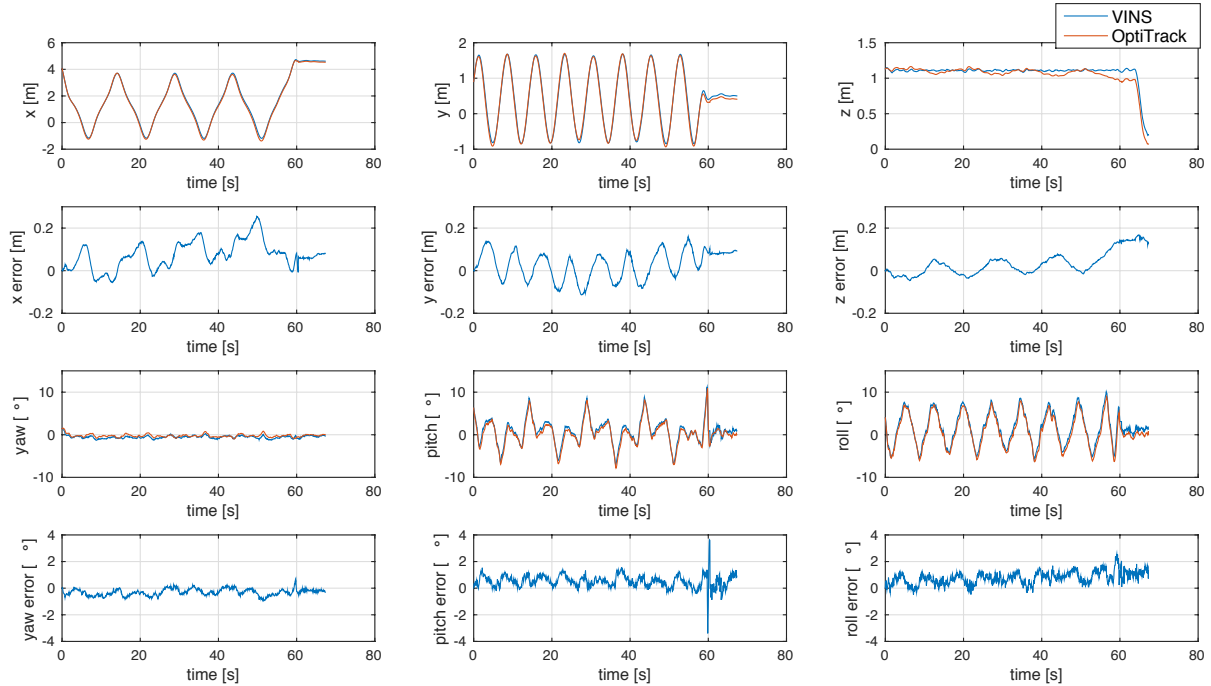 VINS
OptiTrack
6
4
2
0
-2
x [m]
0 20 40 60 80
time [s]
2
1
0
-1
y [m]
0 20 40 60 80
time [s]
1.5
1
0.5
0
z [m]
0 20 40 60 80
time [s]
0.2
0
-0.2
x error [m]
0 20 40 60 80
time [s]
0.2
0
-0.2
y error [m]
0 20 40 60 80
time [s]
0.2
0
-0.2
z error [m]
0 20 40 60 80
time [s]
10
0
-10
yaw [ °]
0 20 40 60 80
time [s]
10
0
-10
pitch [ °]
0 20 40 60 80
time [s]
10
0
-10
roll [ °]
0 20 40 60 80
time [s]
4
2
0
-2
-4
yaw error [ °]
0 20 40 60 80
time [s]
4
2
0
-2
-4
pitch error [ °]
0 20 40 60 80
time [s]
4
2
0
-2
-4
roll error [ °]
0 20 40 60 80
time [s]